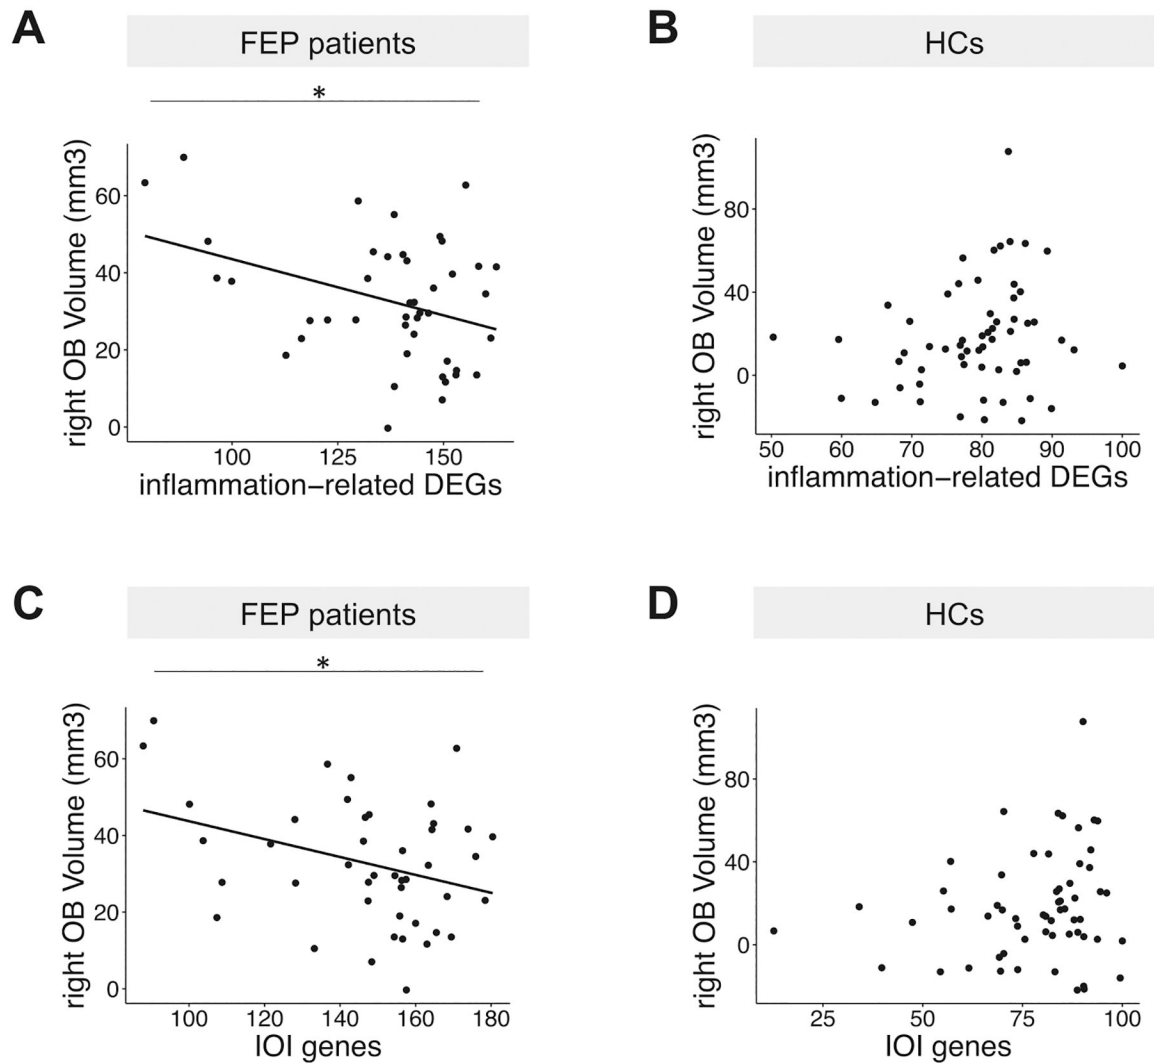 A
FEP patients
*
right OB Volume (mm3)
60
40
20
0
100
125
150
inflammation-related DEGs
B
HCs
right OB Volume (mm3)
80
40
0
50
60
70
80
90
100
inflammation-related DEGs
C
FEP patients
*
right OB Volume (mm3)
60
40
20
0
100
120
140
160
180
IOI genes
D
HCs
right OB Volume (mm3)
80
40
0
25
50
75
100
IOI genes